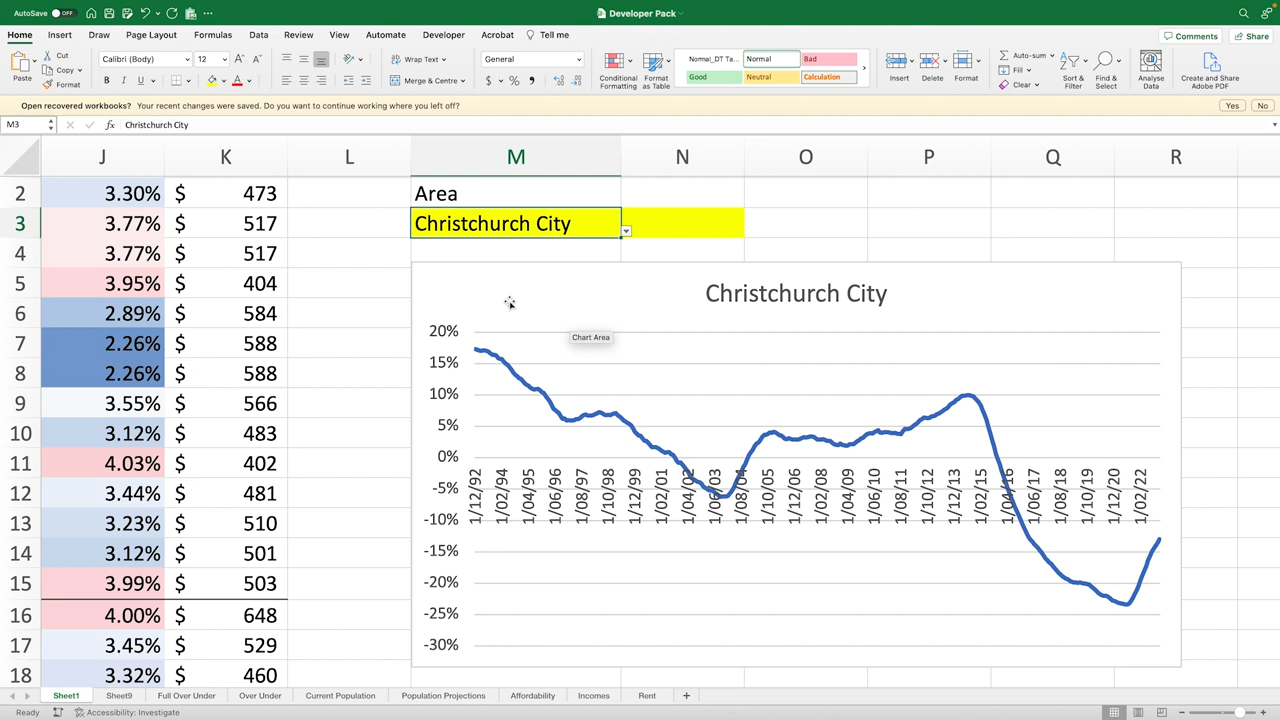 AutoSave OFF
Developer Pack
Home Insert Draw Page Layout Formulas Data Review View Automate Developer Acrobat Tell me
Comments Share
Paste
Cut
Copy
Format
Calibri (Body) 12
B I U
Wrap Text
Merge & Centre
General
$ % 9
Conditional Formatting
Format as Table
Normal_DT Ta... Normal Bad
Good Neutral Calculation
Insert Delete Format
Auto-sum
Fill
Clear
Sort & Filter
Find & Select
Analyse Data
Create and Share Adobe PDF
Open recovered workbooks? Your recent changes were saved. Do you want to continue working where you left off? Yes No
M3 fx Christchurch City
J K L M N O P Q R
2 3.30% $ 473 Area
3 3.77% $ 517 Christchurch City
4 3.77% $ 517
5 3.95% $ 404
6 2.89% $ 584
7 2.26% $ 588
8 2.26% $ 588
9 3.55% $ 566
10 3.12% $ 483
11 4.03% $ 402
12 3.44% $ 481
13 3.23% $ 510
14 3.12% $ 501
15 3.99% $ 503
16 4.00% $ 648
17 3.45% $ 529
18 3.32% $ 460
Christchurch City
Chart Area
20%
15%
10%
5%
0%
-5%
-10%
-15%
-20%
-25%
-30%
1/12/92 1/02/94 1/04/95 1/06/96 1/08/97 1/10/98 1/12/99 1/02/01 1/04/02 1/06/03 1/08/04 1/10/05 1/12/06 1/02/08 1/04/09 1/06/10 1/08/11 1/10/12 1/12/13 1/02/15 1/04/16 1/06/17 1/08/18 1/10/19 1/12/20 1/02/22
Sheet1 Sheet9 Full Over Under Over Under Current Population Population Projections Affordability Incomes Rent +
Ready Accessibility: Investigate